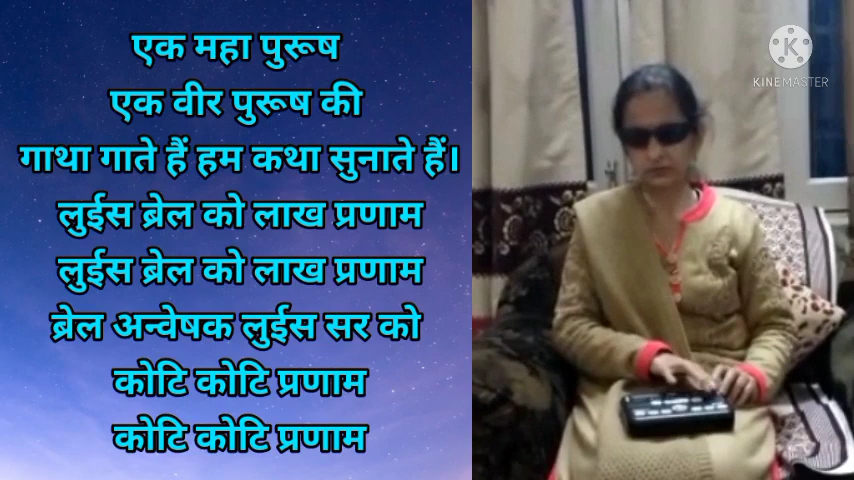 एक महा पुरूष
एक वीर पुरूष की
गाथा गाते हैं हम कथा सुनाते हैं।
लुईस ब्रेल को लाख प्रणाम
लुईस ब्रेल को लाख प्रणाम
ब्रेल अन्वेषक लुईस सर को
कोटि कोटि प्रणाम
कोटि कोटि प्रणाम
K
KINEMASTER